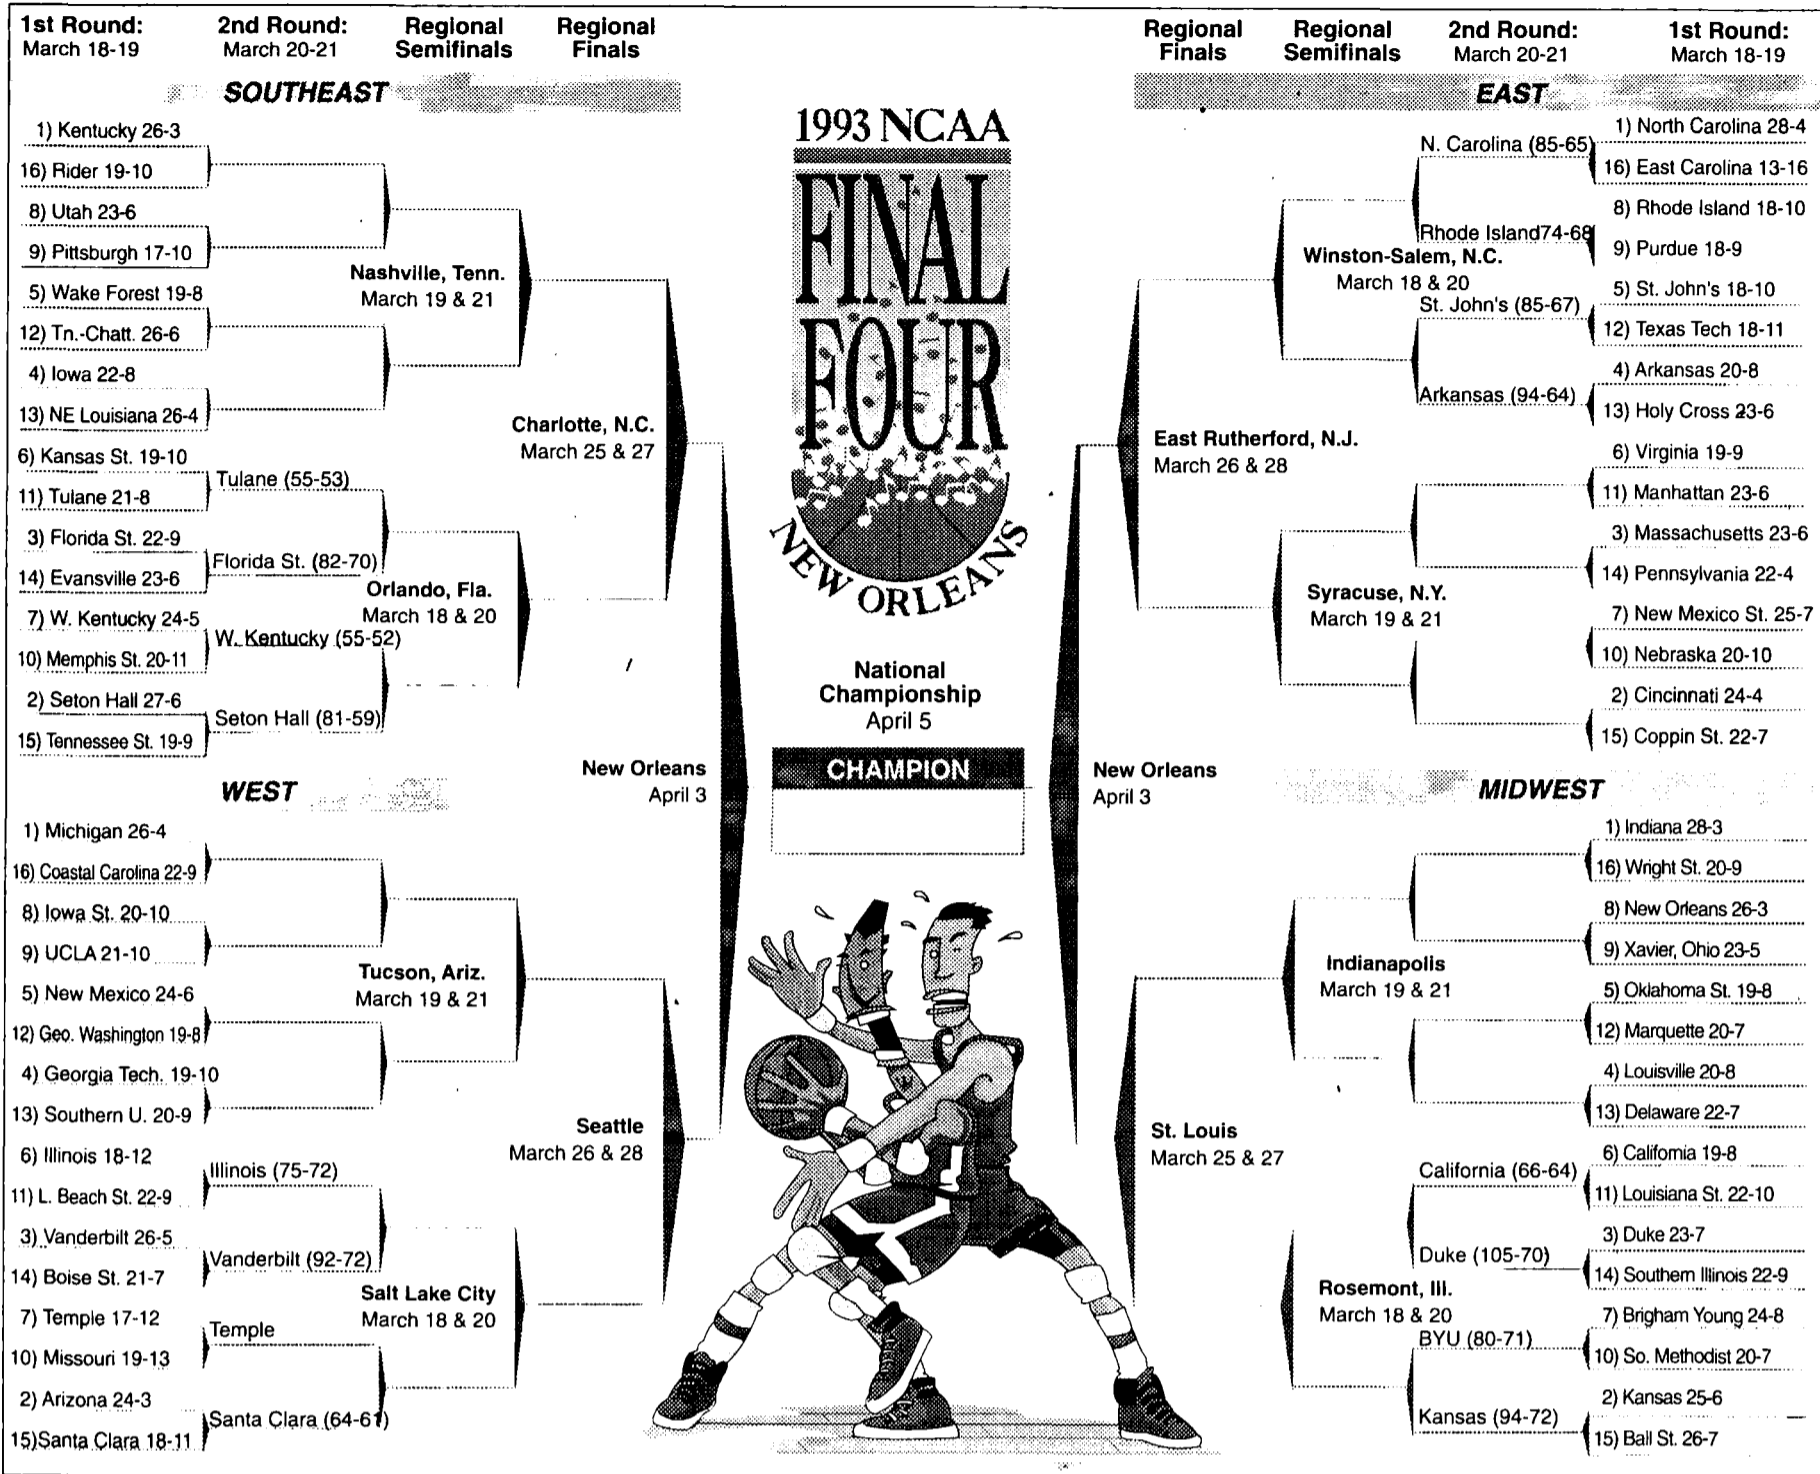 1st Round:
March 18-19
2nd Round:
March 20-21
Regional
Semifinals
Regional
Finals
SOUTHEAST
1) Kentucky 26-3
16) Rider 19-10
8) Utah 23-6
9) Pittsburgh 17-10
5) Wake Forest 19-8
12) Tn.-Chatt. 26-6
4) Iowa 22-8
13) NE Louisiana 26-4
6) Kansas St. 19-10
11) Tulane 21-8
3) Florida St. 22-9
14) Evansville 23-6
7) W. Kentucky 24-5
10) Memphis St. 20-11
2) Seton Hall 27-6
15) Tennessee St. 19-9
Tulane (55-53)
Florida St. (82-70)
W. Kentucky (55-52)
Seton Hall (81-59)
Nashville, Tenn.
March 19 & 21
Orlando, Fla.
March 18 & 20
Charlotte, N.C.
March 25 & 27
WEST
1) Michigan 26-4
16) Coastal Carolina 22-9
8) Iowa St. 20-10
9) UCLA 21-10
5) New Mexico 24-6
12) Geo. Washington 19-8
4) Georgia Tech. 19-10
13) Southern U. 20-9
6) Illinois 18-12
11) L. Beach St. 22-9
3) Vanderbilt 26-5
14) Boise St. 21-7
7) Temple 17-12
10) Missouri 19-13
2) Arizona 24-3
15)Santa Clara 18-11
Illinois (75-72)
Vanderbilt (92-72)
Temple
Santa Clara (64-61)
Tucson, Ariz.
March 19 & 21
Salt Lake City
March 18 & 20
Seattle
March 26 & 28
New Orleans
April 3
1993 NCAA
FINAL
FOUR
NEW ORLEANS
National
Championship
April 5
CHAMPION
New Orleans
April 3
Regional
Finals
Regional
Semifinals
2nd Round:
March 20-21
1st Round:
March 18-19
EAST
1) North Carolina 28-4
16) East Carolina 13-16
8) Rhode Island 18-10
9) Purdue 18-9
5) St. John's 18-10
12) Texas Tech 18-11
4) Arkansas 20-8
13) Holy Cross 23-6
6) Virginia 19-9
11) Manhattan 23-6
3) Massachusetts 23-6
14) Pennsylvania 22-4
7) New Mexico St. 25-7
10) Nebraska 20-10
2) Cincinnati 24-4
15) Coppin St. 22-7
N. Carolina (85-65)
Rhode Island74-68
St. John's (85-67)
Arkansas (94-64)
Winston-Salem, N.C.
March 18 & 20
Syracuse, N.Y.
March 19 & 21
East Rutherford, N.J.
March 26 & 28
MIDWEST
1) Indiana 28-3
16) Wright St. 20-9
8) New Orleans 26-3
9) Xavier, Ohio 23-5
5) Oklahoma St. 19-8
12) Marquette 20-7
4) Louisville 20-8
13) Delaware 22-7
6) California 19-8
11) Louisiana St. 22-10
3) Duke 23-7
14) Southern Illinois 22-9
7) Brigham Young 24-8
10) So. Methodist 20-7
2) Kansas 25-6
15) Ball St. 26-7
California (66-64)
Duke (105-70)
BYU (80-71)
Kansas (94-72)
Indianapolis
March 19 & 21
Rosemont, Ill.
March 18 & 20
St. Louis
March 25 & 27